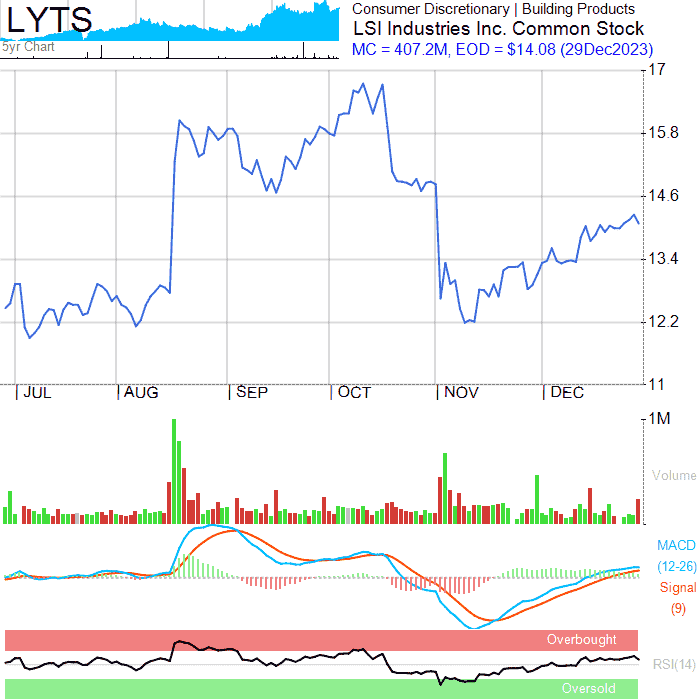 LYTS
5yr Chart
Consumer Discretionary | Building Products
LSI Industries Inc. Common Stock
MC = 407.2M, EOD = $14.08 (29Dec2023)
17
15.8
14.6
13.4
12.2
11
JUL
AUG
SEP
OCT
NOV
DEC
1M
Volume
MACD
(12-26)
Signal
(9)
Overbought
RSI(14)
Oversold